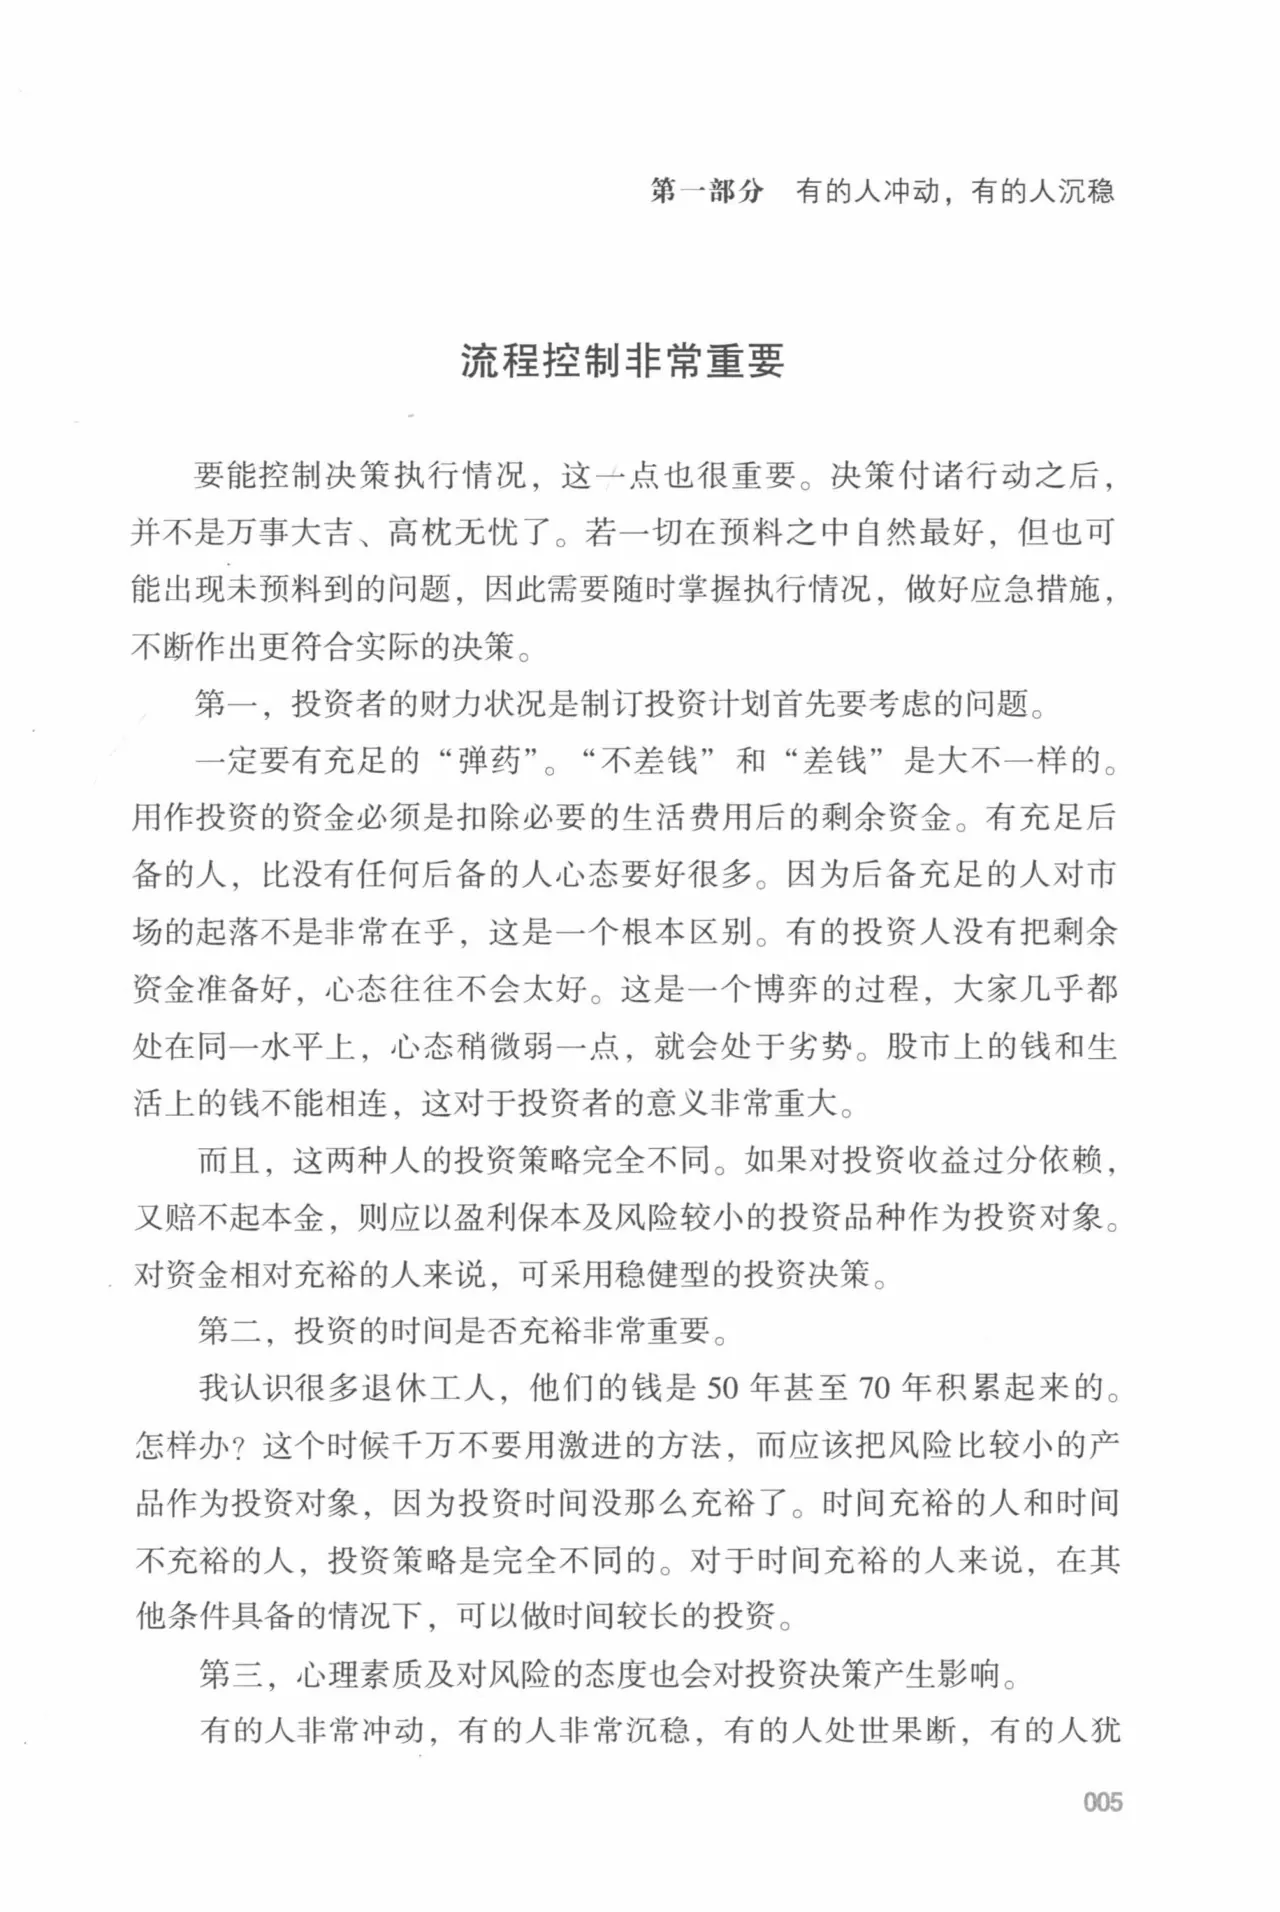 第一部分　有的人冲动，有的人沉稳
流程控制非常重要
要能控制决策执行情况，这一点也很重要。决策付诸行动之后，
并不是万事大吉、高枕无忧了。若一切在预料之中自然最好，但也可
能出现未预料到的问题，因此需要随时掌握执行情况，做好应急措施，
不断作出更符合实际的决策。
第一，投资者的财力状况是制订投资计划首先要考虑的问题。
一定要有充足的“弹药”。“不差钱”和“差钱”是大不一样的。
用作投资的资金必须是扣除必要的生活费用后的剩余资金。有充足后
备的人，比没有任何后备的人心态要好很多。因为后备充足的人对市
场的起落不是非常在乎，这是一个根本区别。有的投资人没有把剩余
资金准备好，心态往往不会太好。这是一个博弈的过程，大家几乎都
处在同一水平上，心态稍微弱一点，就会处于劣势。股市上的钱和生
活上的钱不能相连，这对于投资者的意义非常重大。
而且，这两种人的投资策略完全不同。如果对投资收益过分依赖，
又赔不起本金，则应以盈利保本及风险较小的投资品种作为投资对象。
对资金相对充裕的人来说，可采用稳健型的投资决策。
第二，投资的时间是否充裕非常重要。
我认识很多退休工人，他们的钱是 50 年甚至 70 年积累起来的。
怎样办？这个时候千万不要用激进的方法，而应该把风险比较小的产
品作为投资对象，因为投资时间没那么充裕了。时间充裕的人和时间
不充裕的人，投资策略是完全不同的。对于时间充裕的人来说，在其
他条件具备的情况下，可以做时间较长的投资。
第三，心理素质及对风险的态度也会对投资决策产生影响。
有的人非常冲动，有的人非常沉稳，有的人处世果断，有的人犹
005